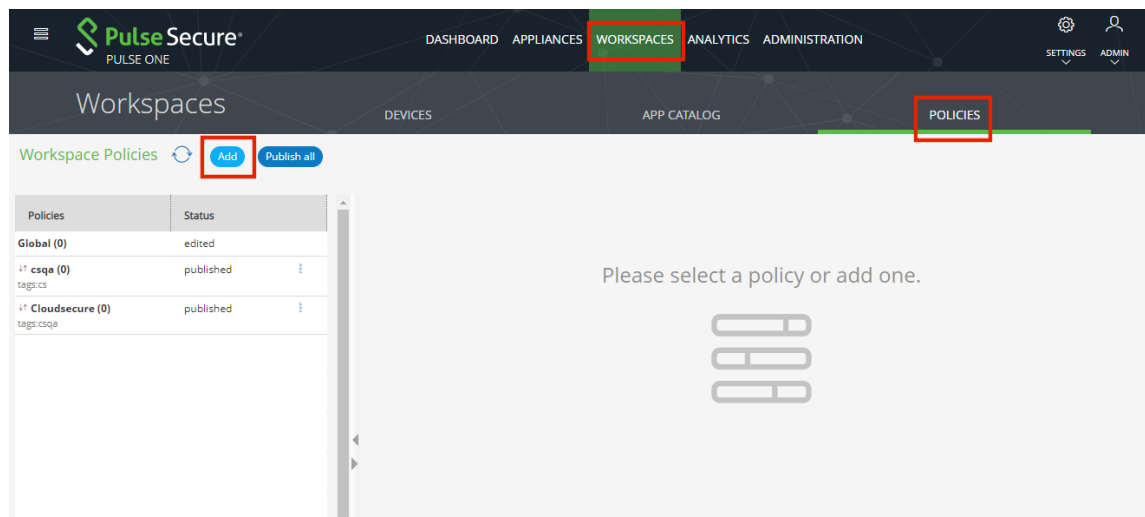 Pulse Secure®
PULSE ONE
DASHBOARD APPLIANCES WORKSPACES ANALYTICS ADMINISTRATION
SETTINGS ADMIN
Workspaces
DEVICES APP CATALOG POLICIES
Workspace Policies Add Publish all
Policies Status
Global (0) edited
csqa (0) published
tags:cs
Cloudsecure (0) published
tags:csqa
Please select a policy or add one.